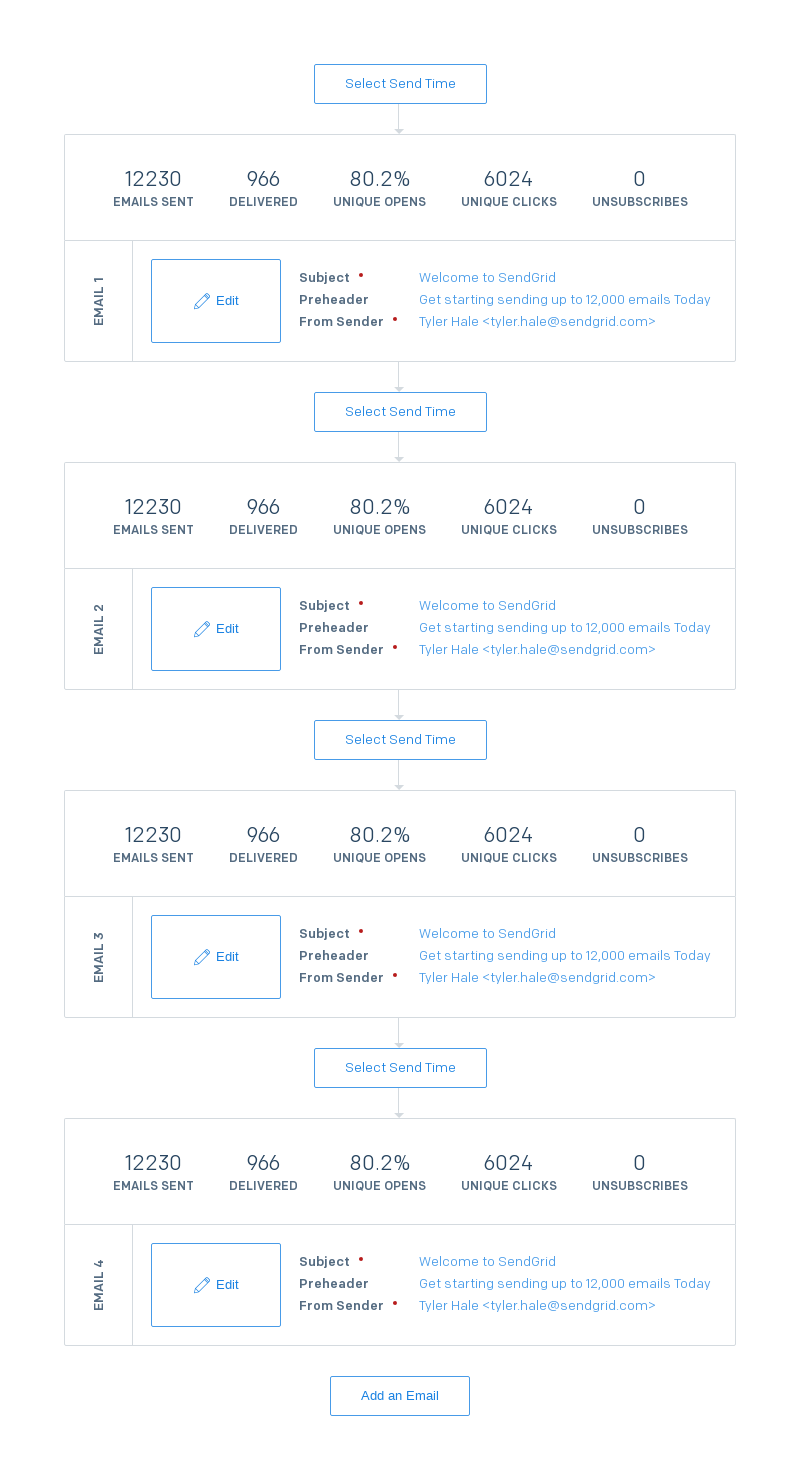 Select Send Time
12230 966 80.2% 6024 0
EMAILS SENT DELIVERED UNIQUE OPENS UNIQUE CLICKS UNSUBSCRIBES
EMAIL 1
Edit
Subject • Welcome to SendGrid
Preheader Get starting sending up to 12,000 emails Today
From Sender • Tyler Hale <tyler.hale@sendgrid.com>
Select Send Time
12230 966 80.2% 6024 0
EMAILS SENT DELIVERED UNIQUE OPENS UNIQUE CLICKS UNSUBSCRIBES
EMAIL 2
Edit
Subject • Welcome to SendGrid
Preheader Get starting sending up to 12,000 emails Today
From Sender • Tyler Hale <tyler.hale@sendgrid.com>
Select Send Time
12230 966 80.2% 6024 0
EMAILS SENT DELIVERED UNIQUE OPENS UNIQUE CLICKS UNSUBSCRIBES
EMAIL 3
Edit
Subject • Welcome to SendGrid
Preheader Get starting sending up to 12,000 emails Today
From Sender • Tyler Hale <tyler.hale@sendgrid.com>
Select Send Time
12230 966 80.2% 6024 0
EMAILS SENT DELIVERED UNIQUE OPENS UNIQUE CLICKS UNSUBSCRIBES
EMAIL 4
Edit
Subject • Welcome to SendGrid
Preheader Get starting sending up to 12,000 emails Today
From Sender • Tyler Hale <tyler.hale@sendgrid.com>
Add an Email